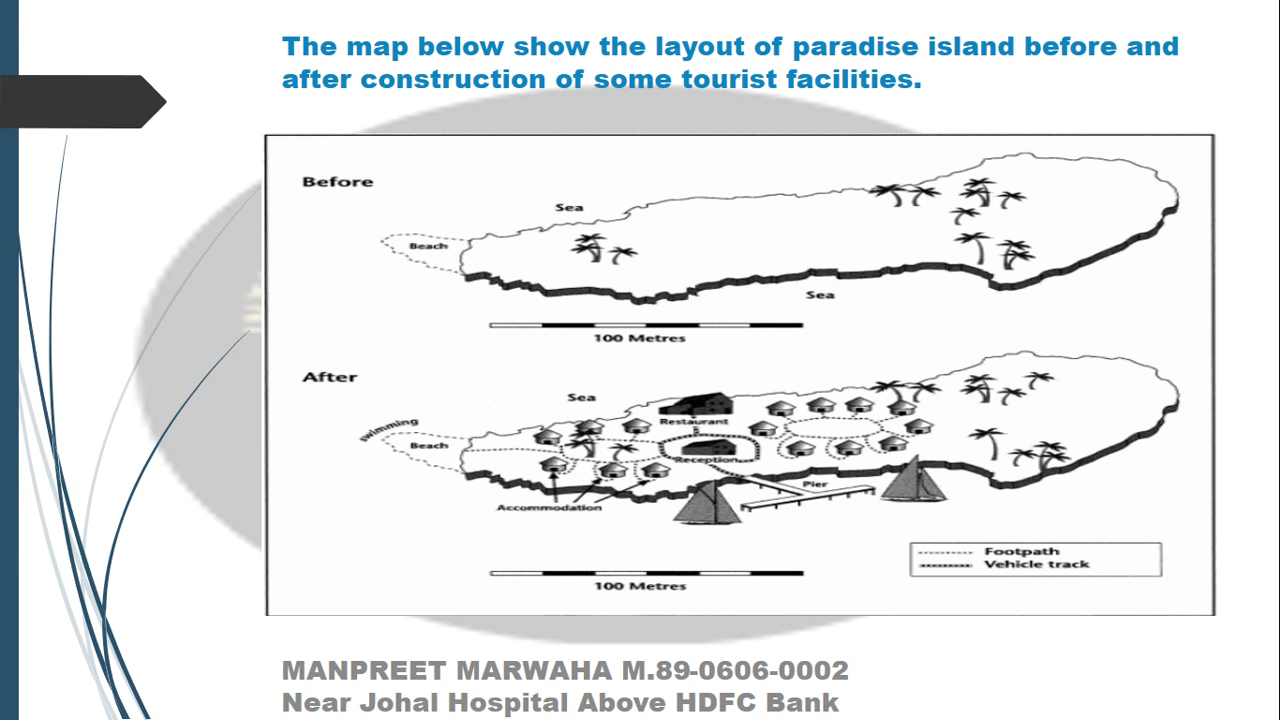 The map below show the layout of paradise island before and
after construction of some tourist facilities.
Before
Sea
Beach
Sea
100 Metres
After
Sea
swimming
Restaurant
Beach
Reception
Pier
Accommodation
Footpath
Vehicle track
100 Metres
MANPREET MARWAHA M.89-0606-0002
Near Johal Hospital Above HDFC Bank